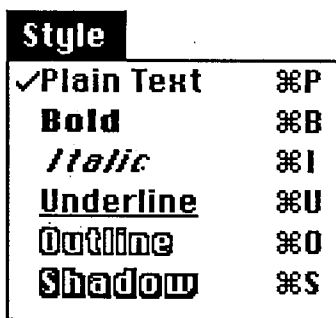 Style
✓Plain Text ⌘P
Bold ⌘B
Italic ⌘I
Underline ⌘U
Outline ⌘O
Shadow ⌘S